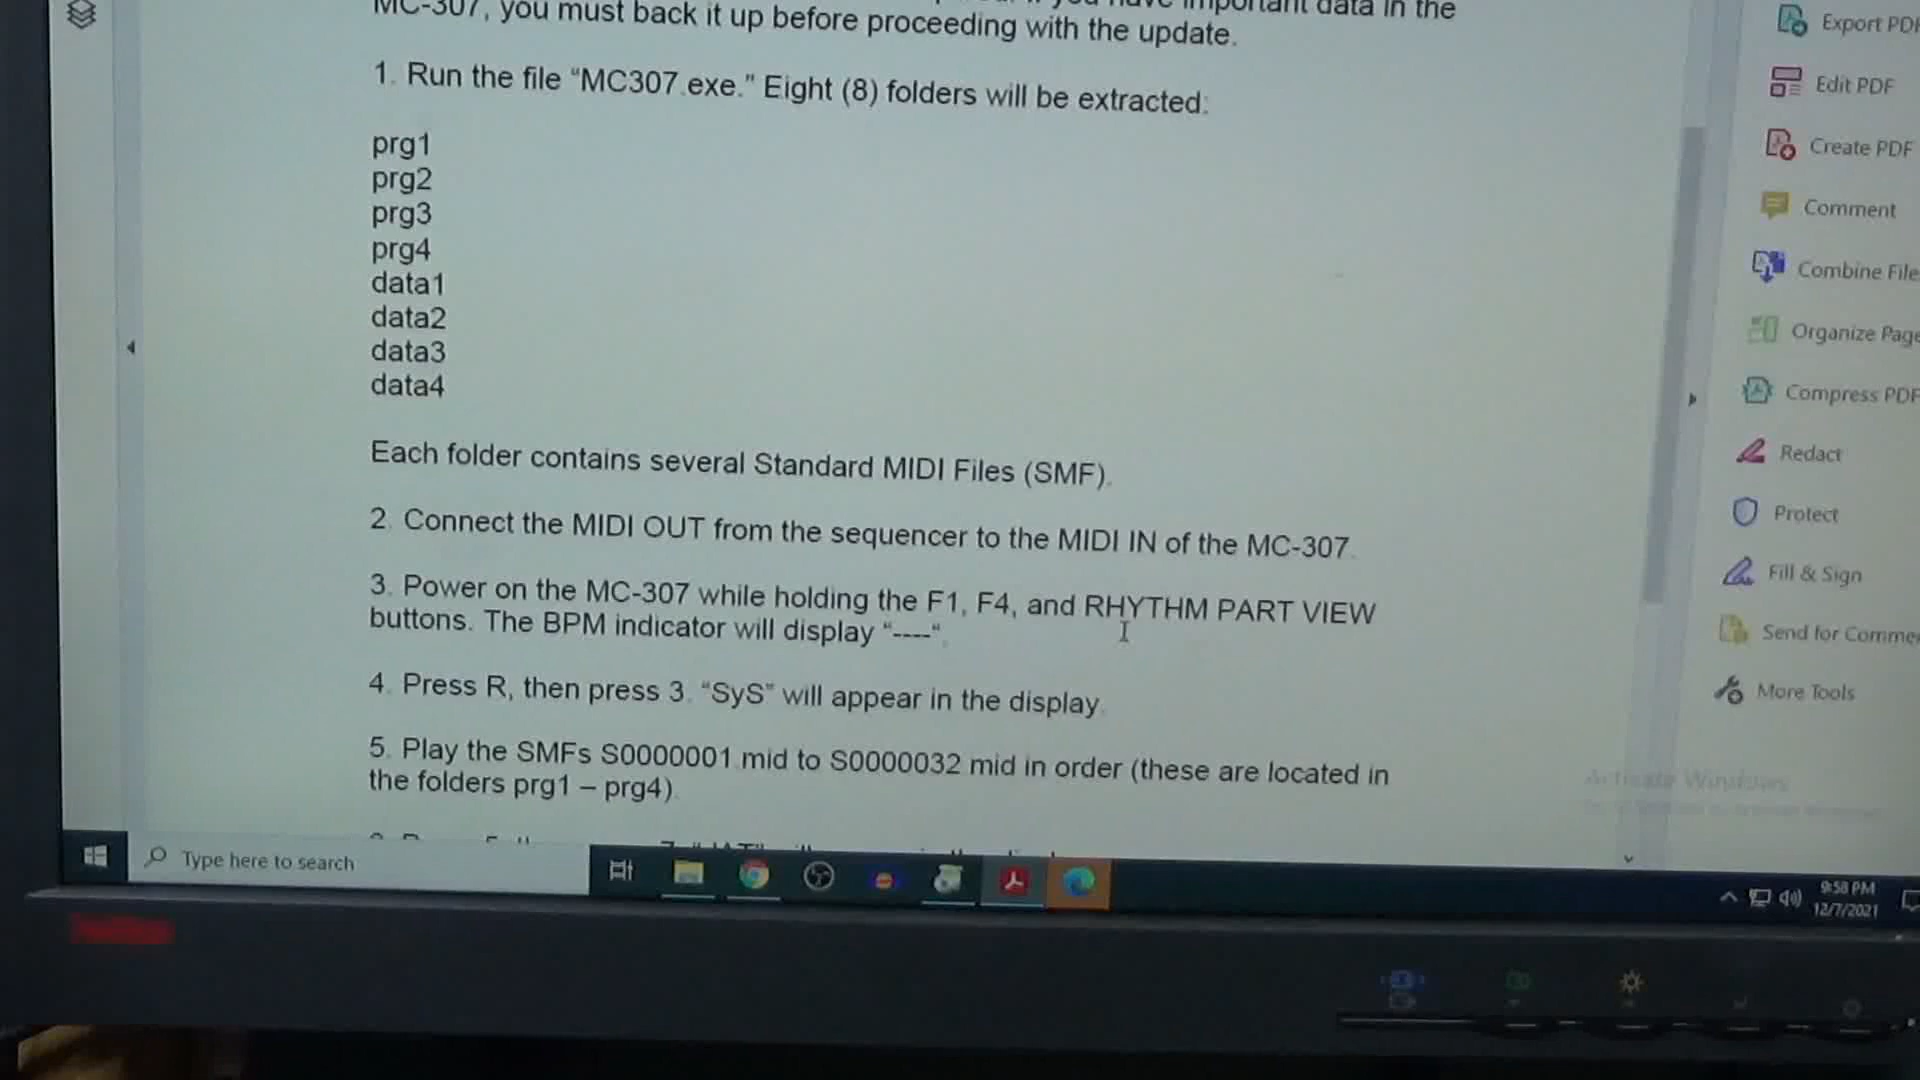 important data in the
MC-307, you must back it up before proceeding with the update.
1. Run the file “MC307.exe.” Eight (8) folders will be extracted:
prg1
prg2
prg3
prg4
data1
data2
data3
data4
Each folder contains several Standard MIDI Files (SMF).
2. Connect the MIDI OUT from the sequencer to the MIDI IN of the MC-307.
3. Power on the MC-307 while holding the F1, F4, and RHYTHM PART VIEW
buttons. The BPM indicator will display “----“.
4. Press R, then press 3. “SyS” will appear in the display.
5. Play the SMFs S0000001.mid to S0000032.mid in order (these are located in
the folders prg1 – prg4).
Export PDF
Edit PDF
Create PDF
Comment
Combine File
Organize Page
Compress PDF
Redact
Protect
Fill & Sign
Send for Comme
More Tools
Activate Windows
Type here to search
9:58 PM
12/7/2021